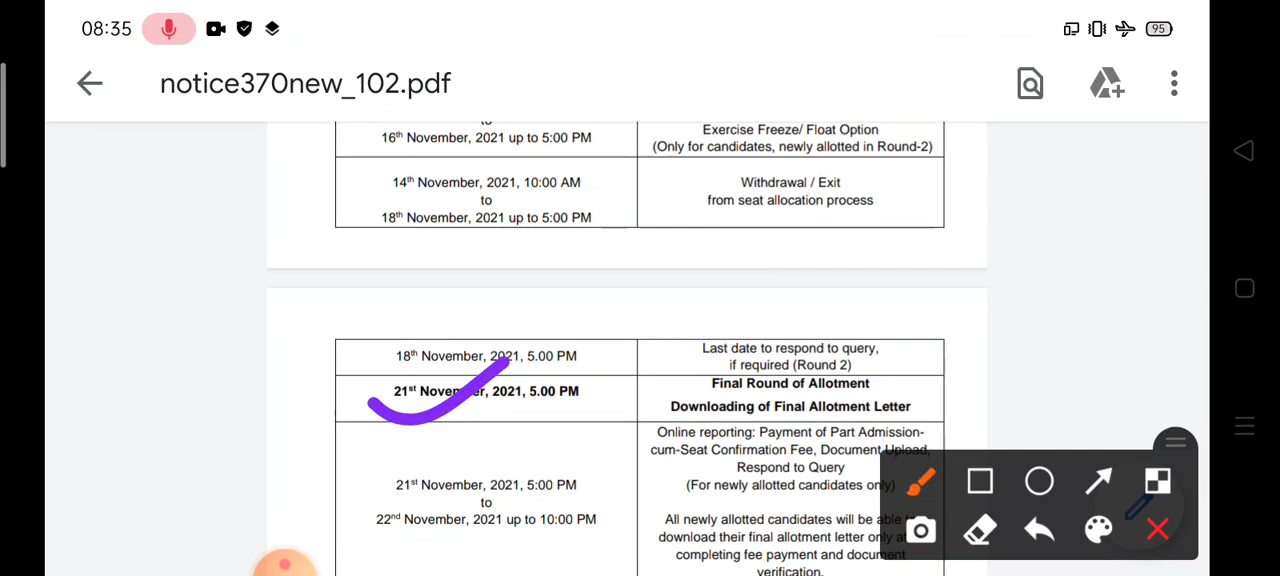 08:35
95
notice370new_102.pdf
16th November, 2021 up to 5:00 PM
Exercise Freeze/ Float Option
(Only for candidates, newly allotted in Round-2)
14th November, 2021, 10:00 AM
to
18th November, 2021 up to 5:00 PM
Withdrawal / Exit
from seat allocation process
18th November, 2021, 5.00 PM
Last date to respond to query,
if required (Round 2)
21st November, 2021, 5.00 PM
Final Round of Allotment
Downloading of Final Allotment Letter
21st November, 2021, 5:00 PM
to
22nd November, 2021 up to 10:00 PM
Online reporting: Payment of Part Admission-
cum-Seat Confirmation Fee, Document Upload,
Respond to Query
(For newly allotted candidates only)
All newly allotted candidates will be able
download their final allotment letter only
completing fee payment and document
verification.